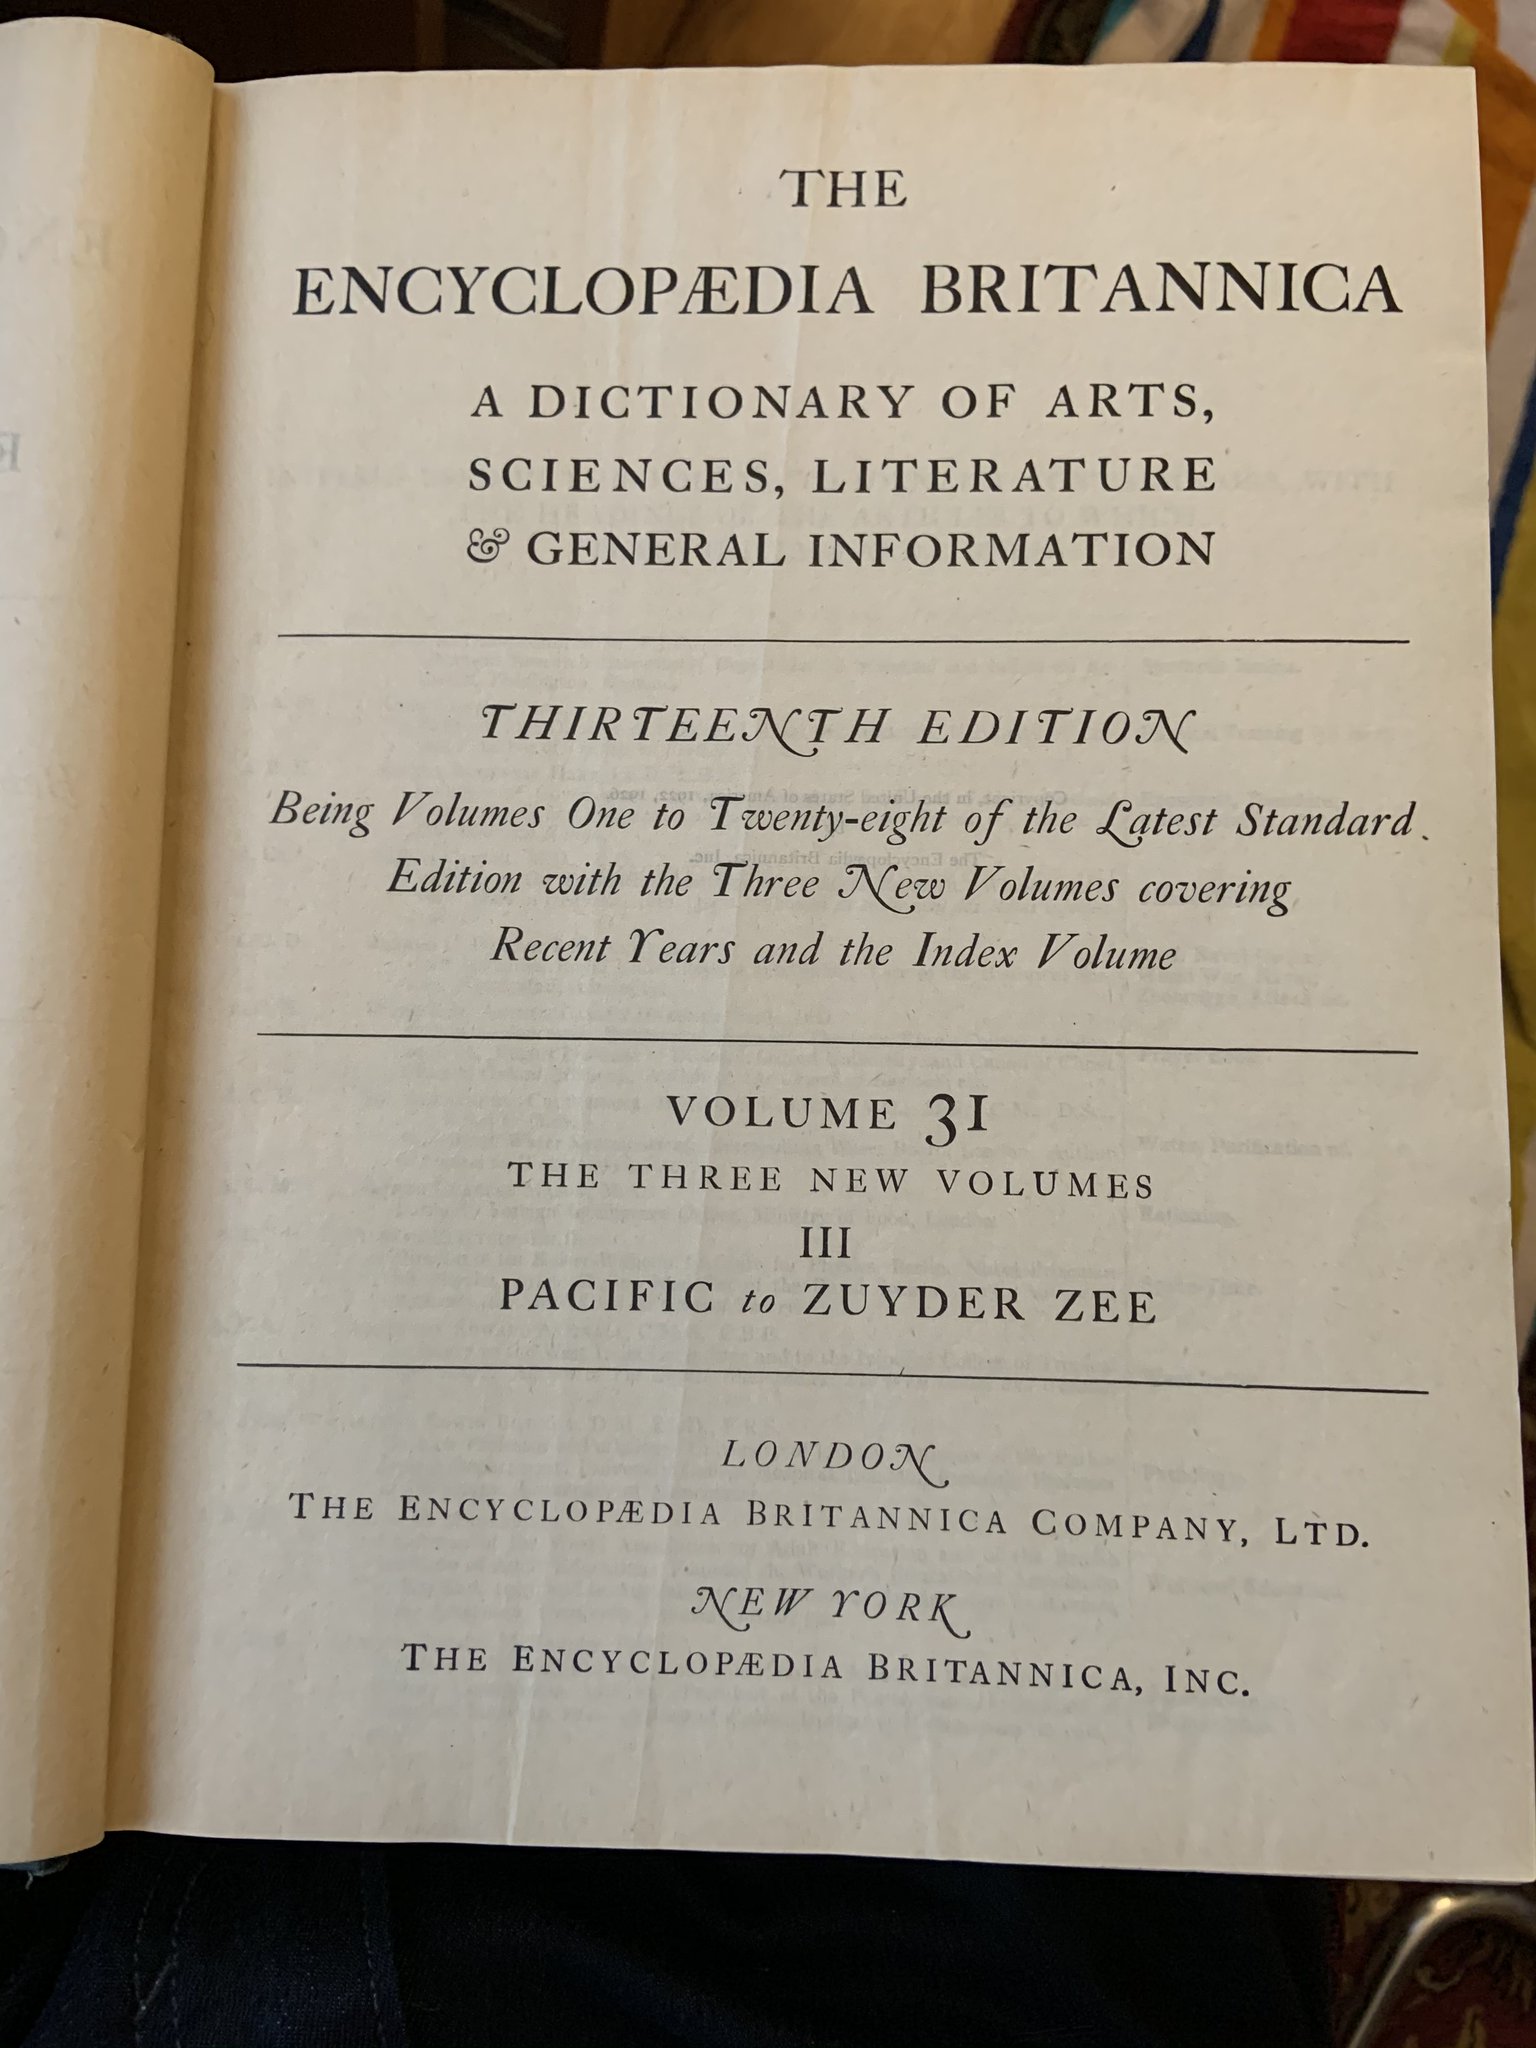 THE
ENCYCLOPÆDIA BRITANNICA
A DICTIONARY OF ARTS,
SCIENCES, LITERATURE
& GENERAL INFORMATION
THIRTEENTH EDITION
Being Volumes One to Twenty-eight of the Latest Standard
Edition with the Three New Volumes covering
Recent Years and the Index Volume
VOLUME 31
THE THREE NEW VOLUMES
III
PACIFIC to ZUYDER ZEE
LONDON
THE ENCYCLOPÆDIA BRITANNICA COMPANY, LTD.
NEW YORK
THE ENCYCLOPÆDIA BRITANNICA, INC.